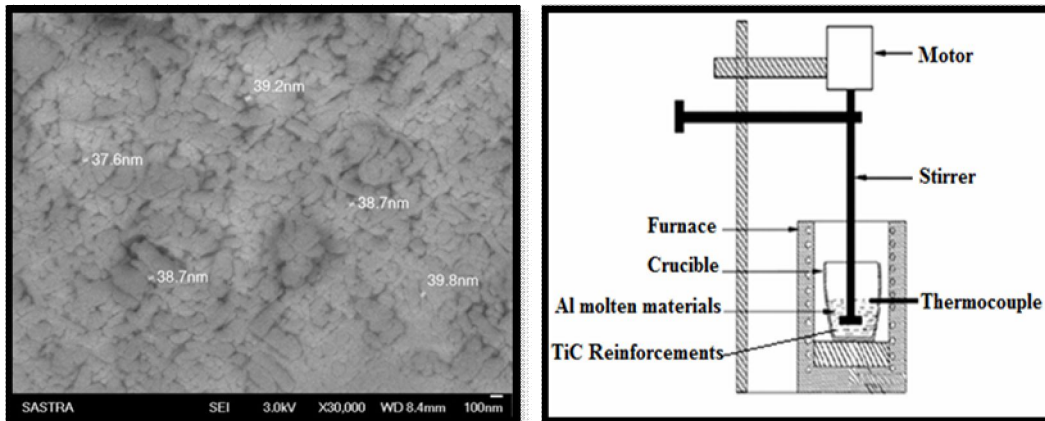 39.2nm
37.6nm
38.7nm
38.7nm
39.8nm
SASTRA SEI 3.0kV X30,000 WD 8.4mm 100nm
Motor
Stirrer
Furnace
Crucible
Al molten materials
Thermocouple
TiC Reinforcements